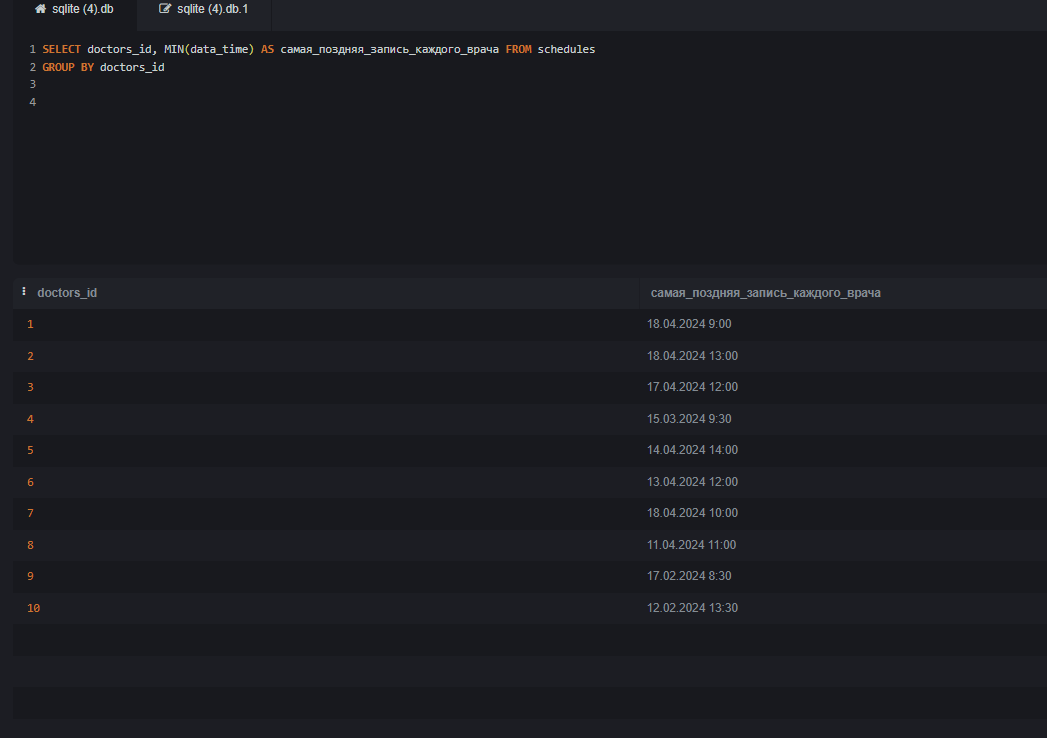 sqlite (4).db sqlite (4).db.1
1 SELECT doctors_id, MIN(data_time) AS самая_поздняя_запись_каждого_врача FROM schedules
2 GROUP BY doctors_id
3
4
doctors_id самая_поздняя_запись_каждого_врача
1 18.04.2024 9:00
2 18.04.2024 13:00
3 17.04.2024 12:00
4 15.03.2024 9:30
5 14.04.2024 14:00
6 13.04.2024 12:00
7 18.04.2024 10:00
8 11.04.2024 11:00
9 17.02.2024 8:30
10 12.02.2024 13:30